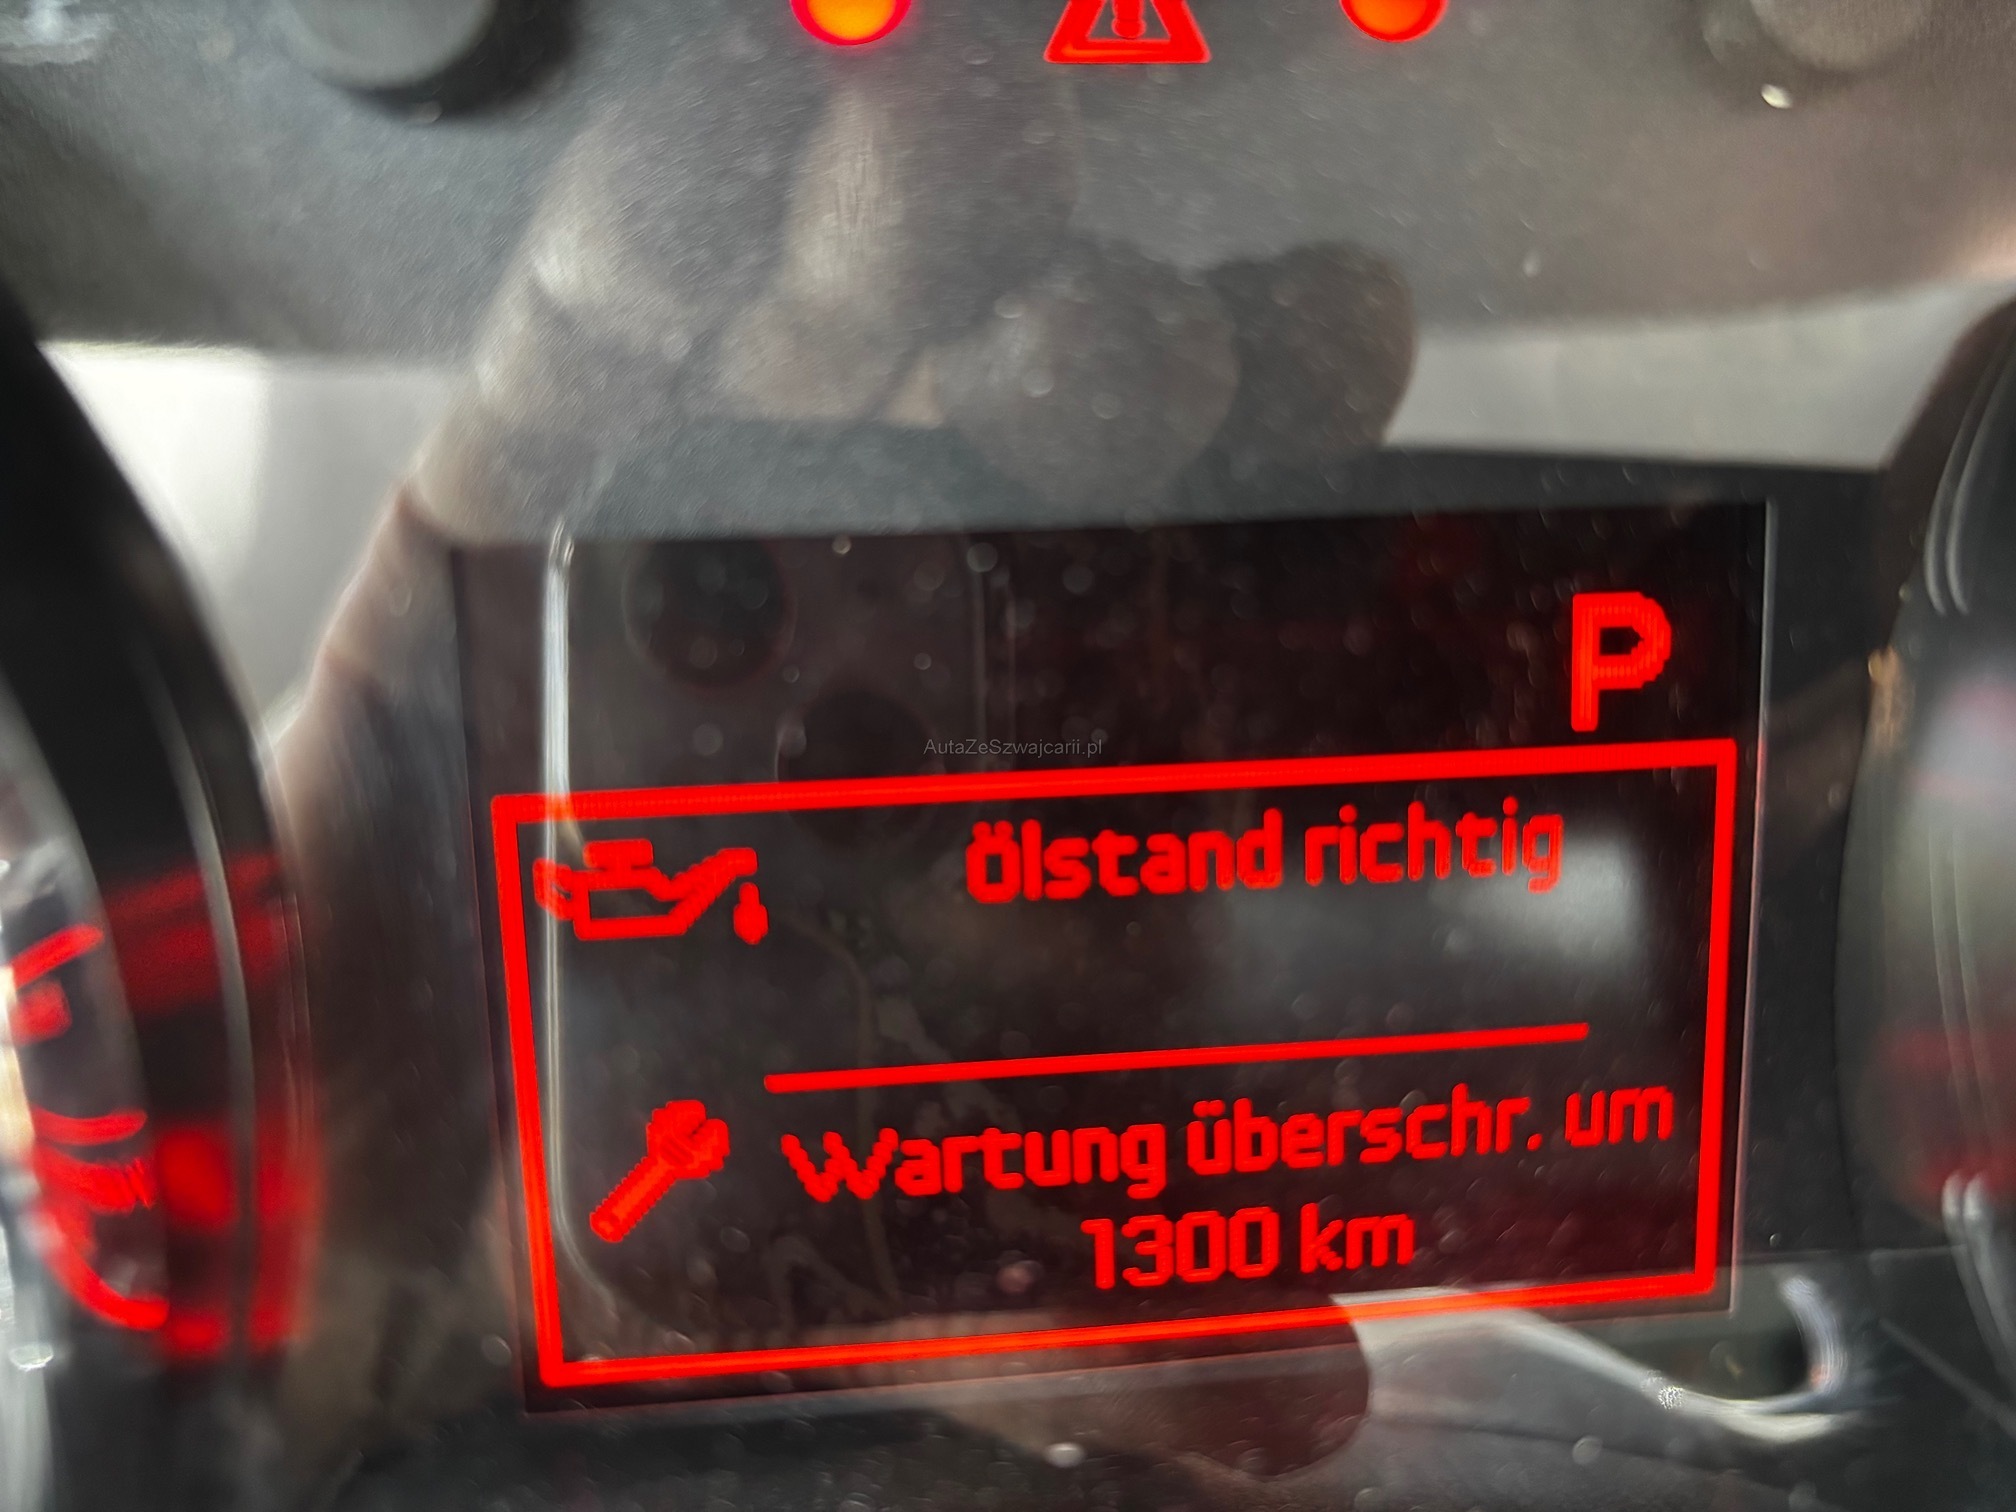 P
AutaZeSzwajcarii.pl
Ölstand richtig
Wartung überschr. um
1300 km